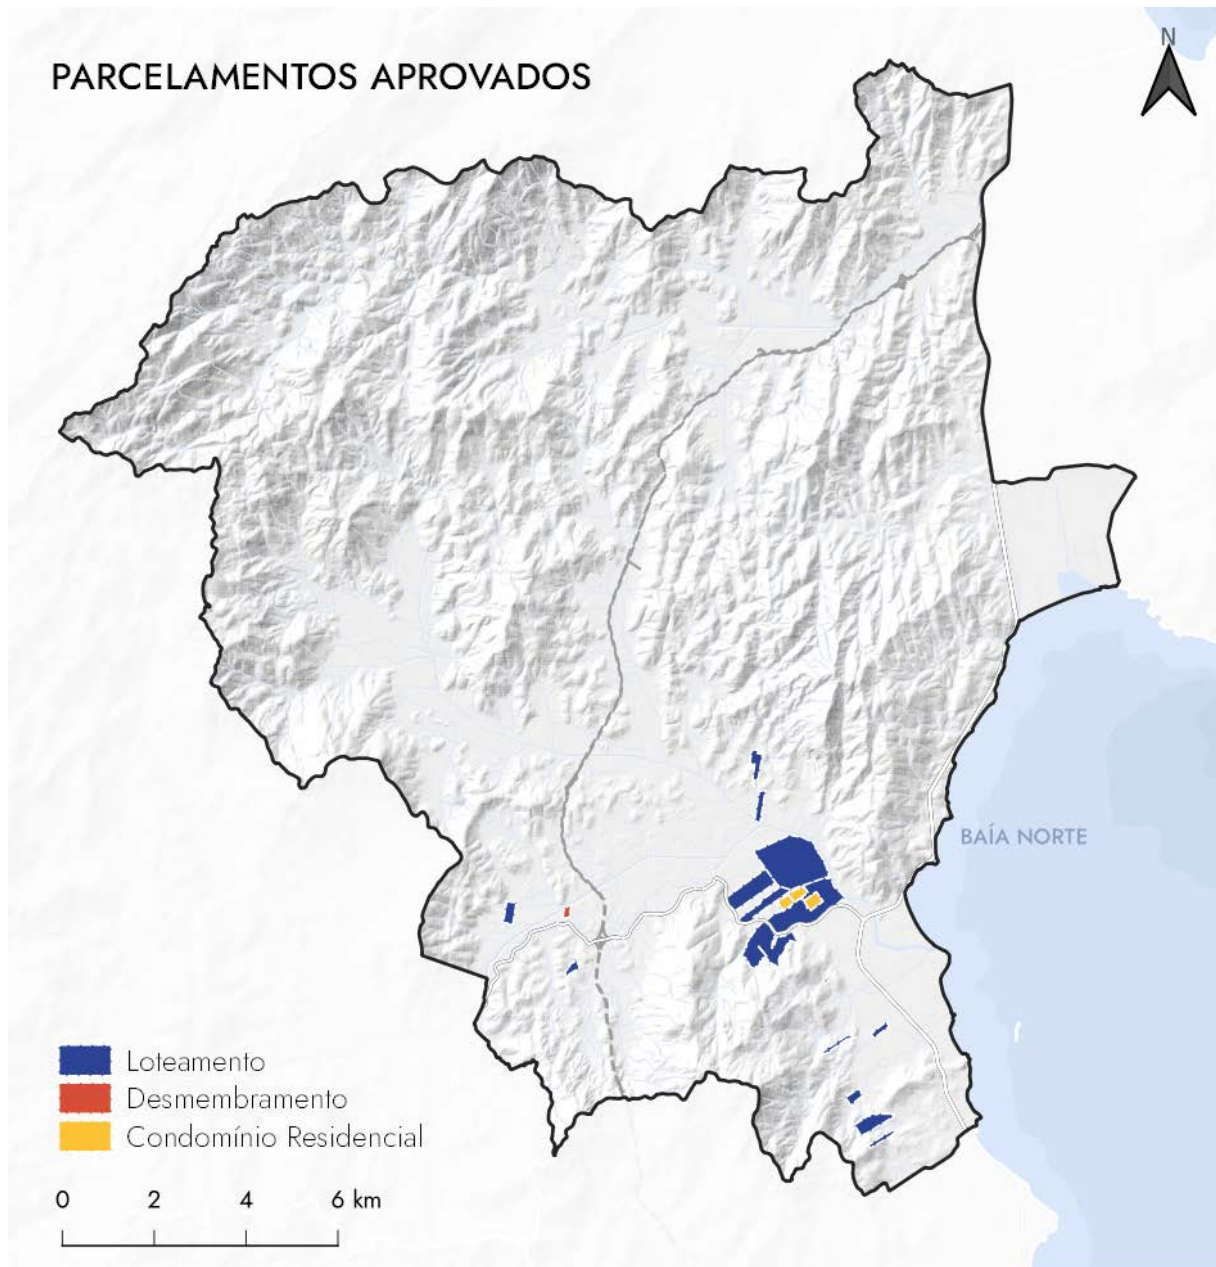 PARCELAMENTOS APROVADOS
N
BAÍA NORTE
Loteamento
Desmembramento
Condomínio Residencial
0 2 4 6 km